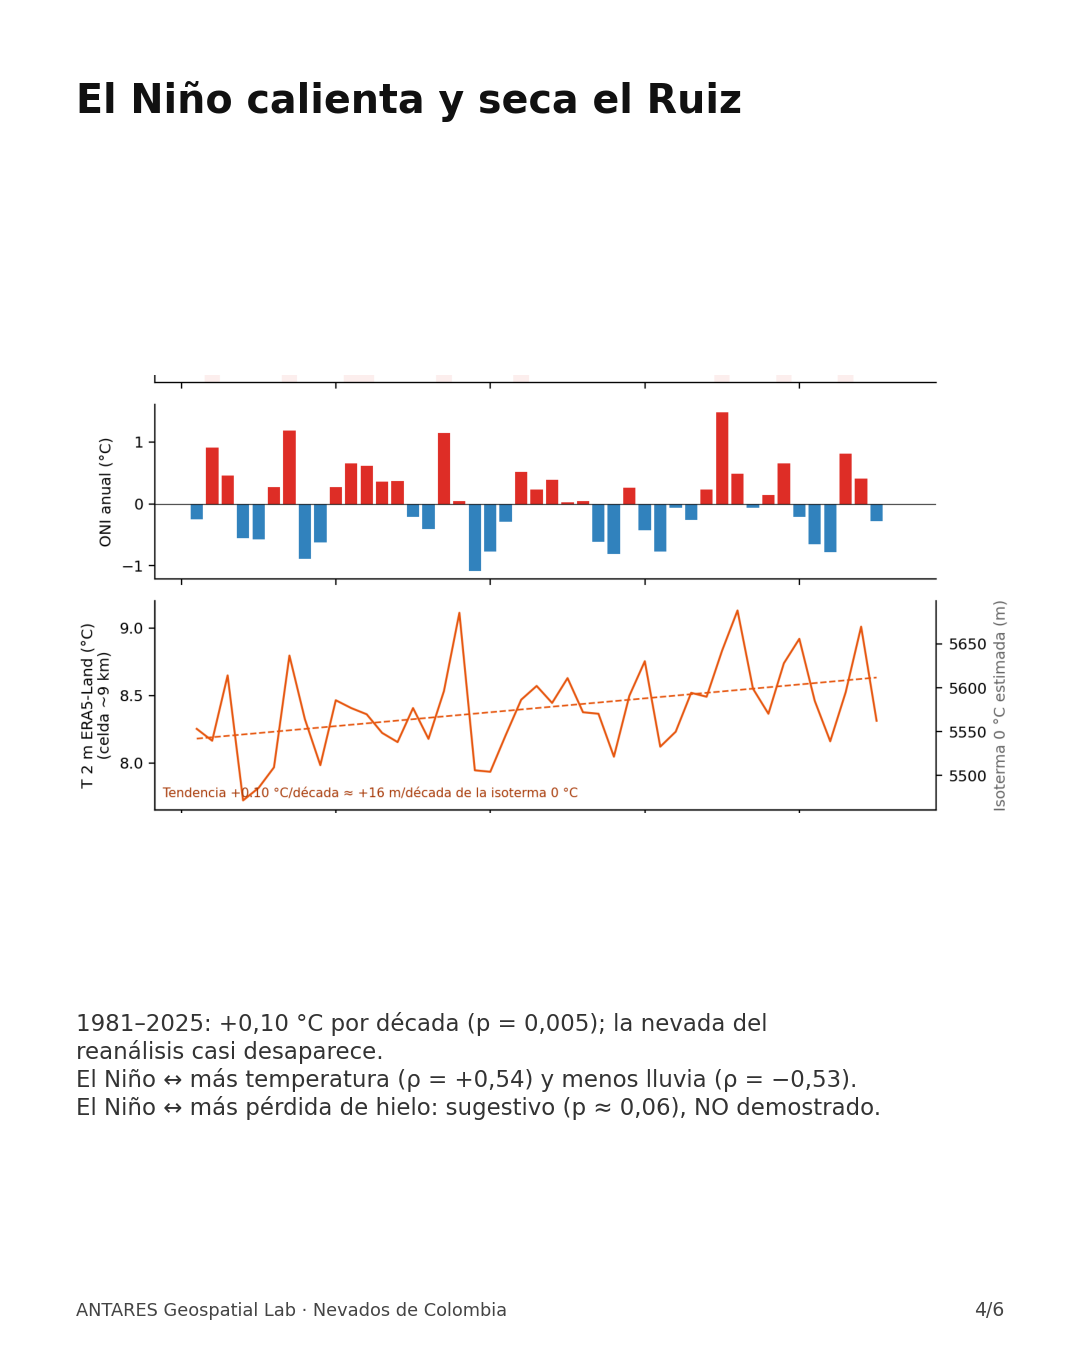 El Niño calienta y seca el Ruiz
ONI anual (°C)
1
0
−1
T 2 m ERA5-Land (°C)
(celda ~9 km)
9.0
8.5
8.0
Tendencia +0,10 °C/década ≈ +16 m/década de la isoterma 0 °C
5650
5600
5550
5500
Isoterma 0 °C estimada (m)
1981–2025: +0,10 °C por década (p = 0,005); la nevada del
reanálisis casi desaparece.
El Niño ↔ más temperatura (ρ = +0,54) y menos lluvia (ρ = −0,53).
El Niño ↔ más pérdida de hielo: sugestivo (p ≈ 0,06), NO demostrado.
ANTARES Geospatial Lab · Nevados de Colombia
4/6